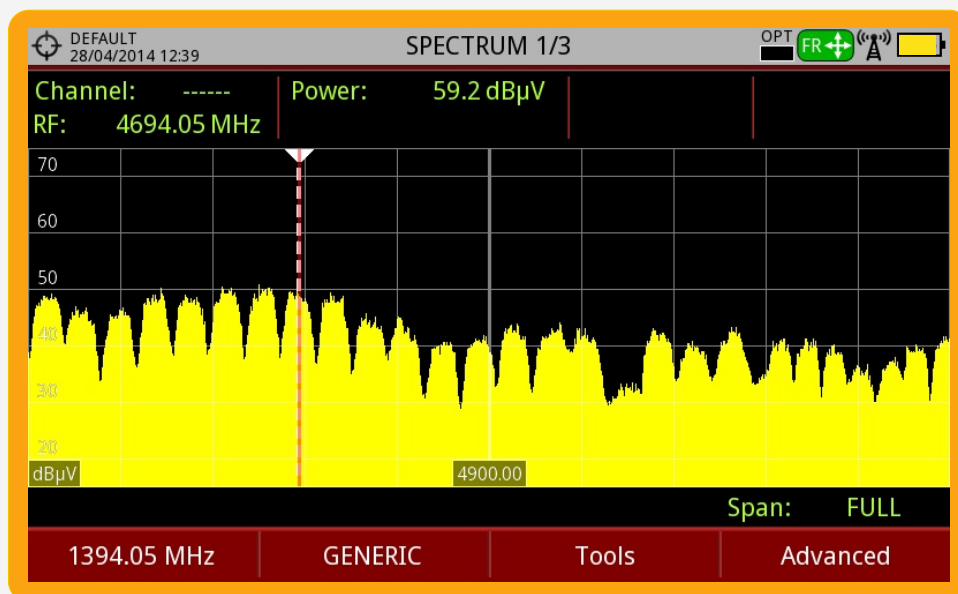 DEFAULT
28/04/2014 12:39
SPECTRUM 1/3
OPT
FR
Channel: ------
Power: 59.2 dBµV
RF: 4694.05 MHz
70
60
50
40
30
20
dBµV
4900.00
Span: FULL
1394.05 MHz
GENERIC
Tools
Advanced